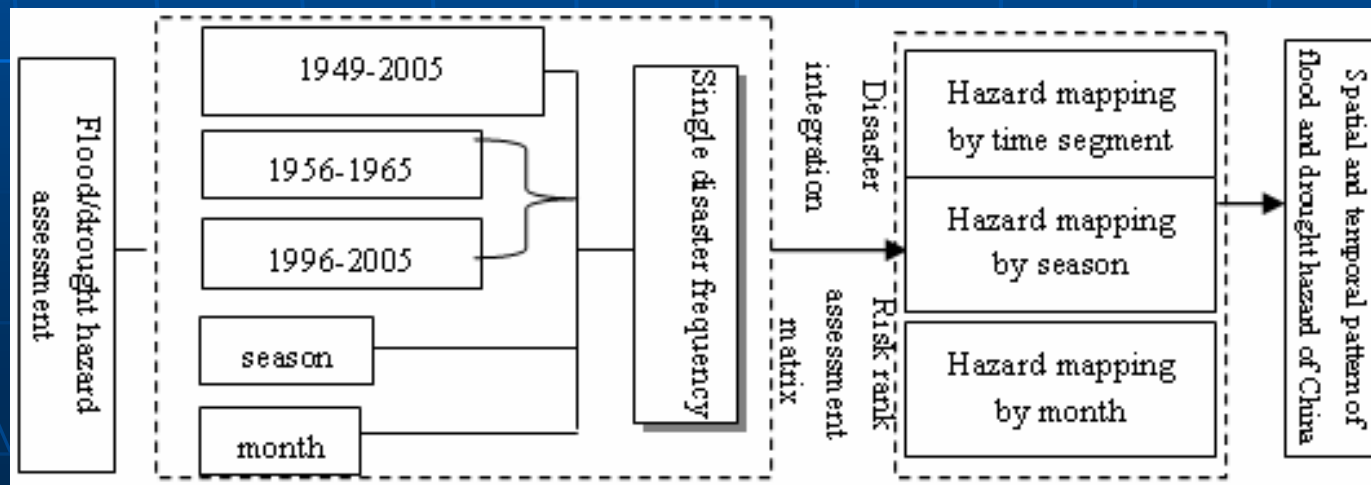 Flood/drought hazard
assessment
1949-2005
1956-1965
1996-2005
season
month
Single disaster frequency
Disaster
integration
Risk rank
assessment
matrix
Hazard mapping
by time segment
Hazard mapping
by season
Hazard mapping
by month
Spatial and temporal pattern of
flood and drought hazard of China